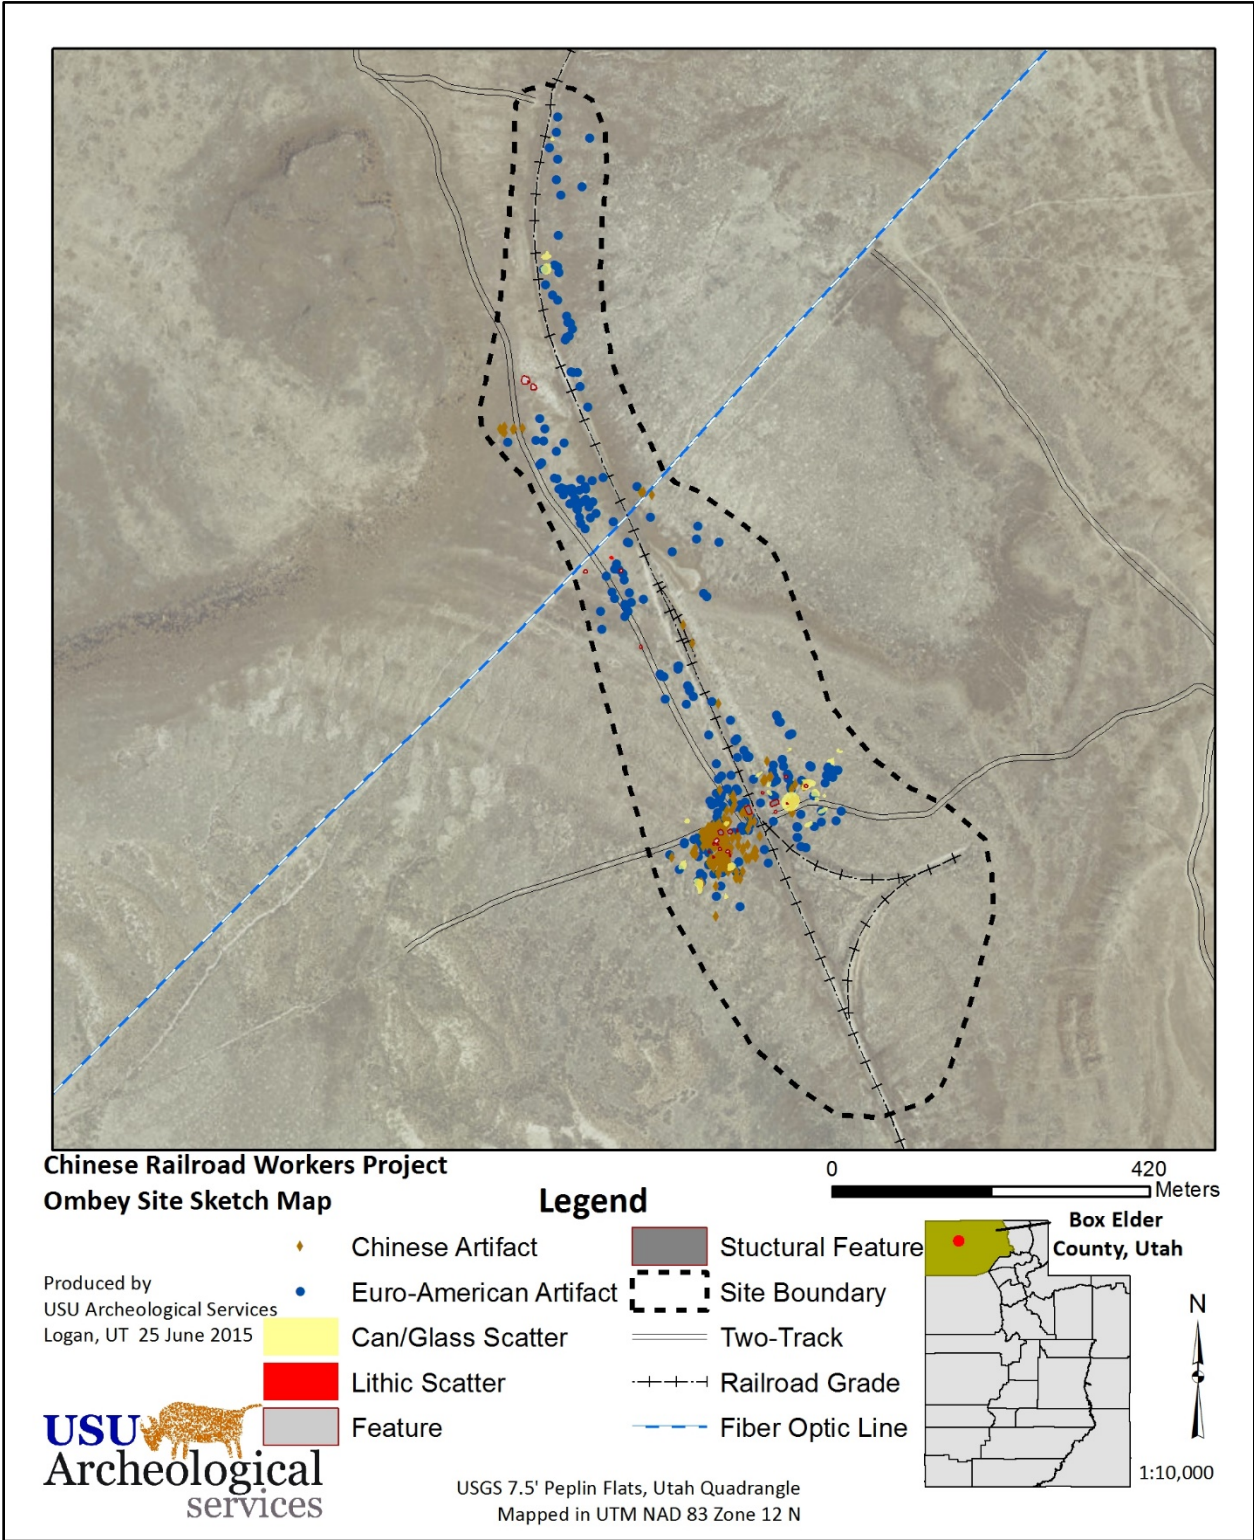 Chinese Railroad Workers Project
Ombey Site Sketch Map
0 420
Meters
Legend
Chinese Artifact
Euro-American Artifact
Can/Glass Scatter
Lithic Scatter
Feature
Stuctural Feature
Site Boundary
Two-Track
Railroad Grade
Fiber Optic Line
Box Elder
County, Utah
Produced by
USU Archeological Services
Logan, UT 25 June 2015
N
USU
Archeological
services
1:10,000
USGS 7.5' Peplin Flats, Utah Quadrangle
Mapped in UTM NAD 83 Zone 12 N